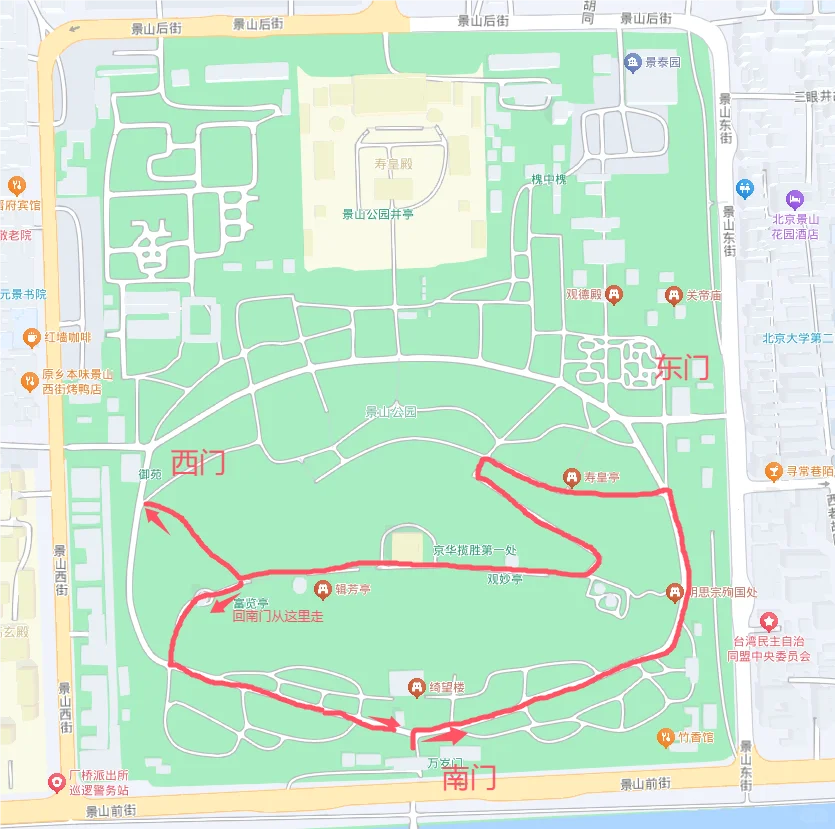 景山后街
景山后街
景山后街
景山后街
胡同
景泰园
三眼井
景山东街
寿皇殿
槐中槐
景山公园井亭
宾馆
北京景山
花园酒店
景山东街
敬老院
元景书院
观德殿
关帝庙
红墙咖啡
北京大学第二
原乡本味景山
西街烤鸭店
东门
景山公园
西门
御苑
寿皇亭
寻常巷陌
京华揽胜第一处
观妙亭
景山西街
辑芳亭
明思宗殉国处
富览亭
回南门从这里走
台湾民主自治
同盟中央委员会
玄殿
绮望楼
景山西街
竹香馆
万岁门
南门
景山东街
厂桥派出所
巡逻警务站
景山前街
景山前街